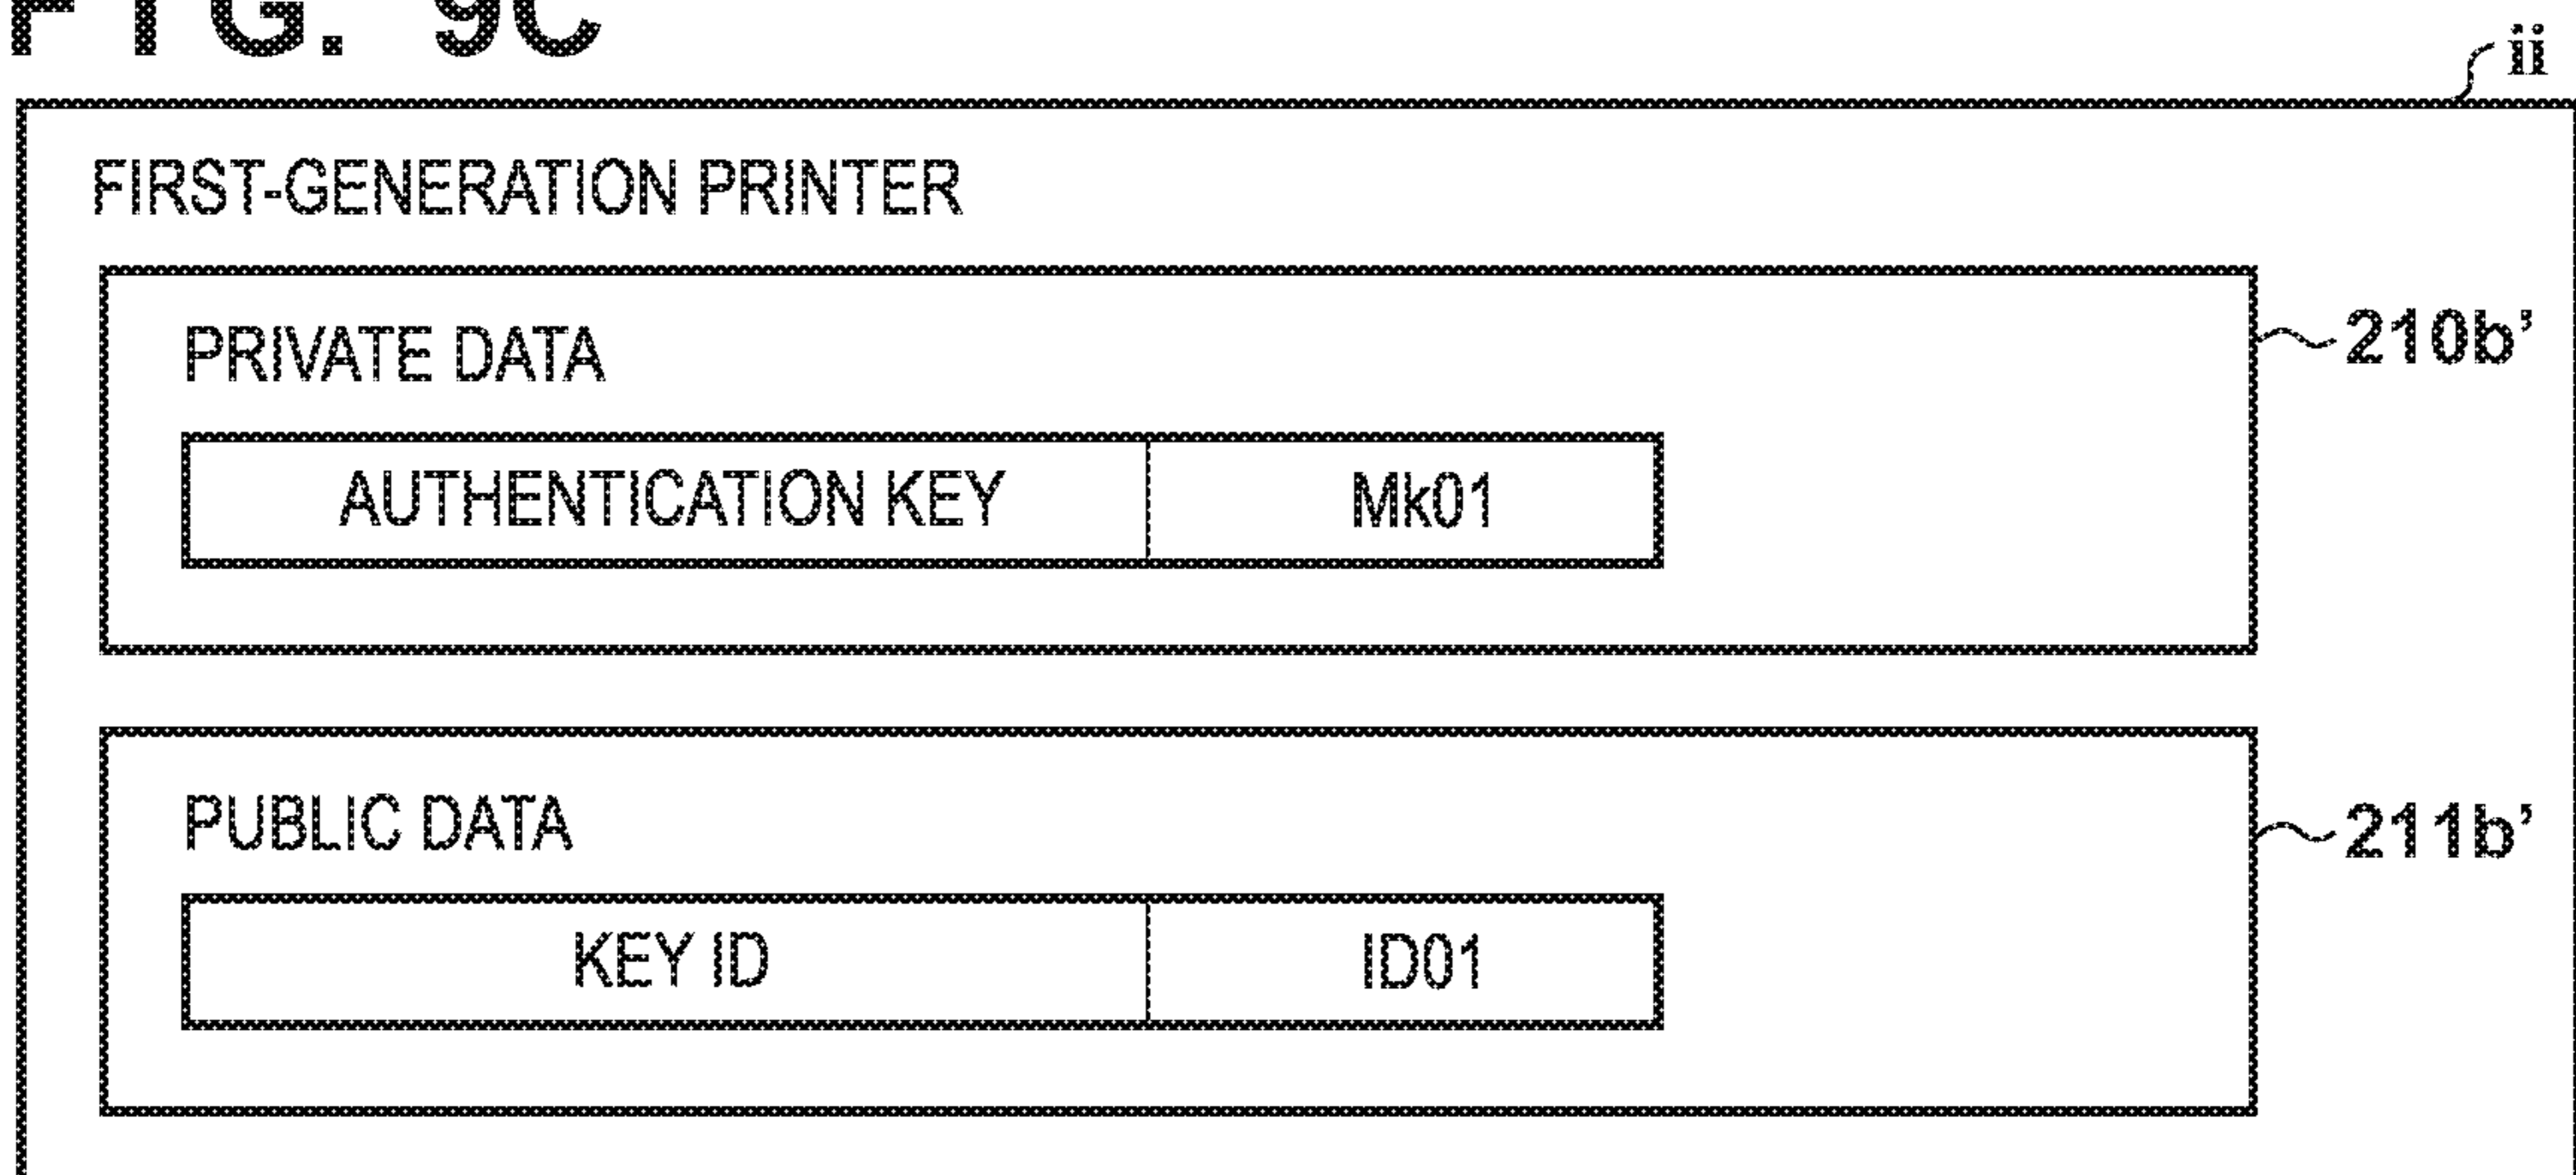 FIG. 9C
ii
FIRST-GENERATION PRINTER
PRIVATE DATA
210b'
AUTHENTICATION KEY Mk01
PUBLIC DATA
211b'
KEY ID ID01